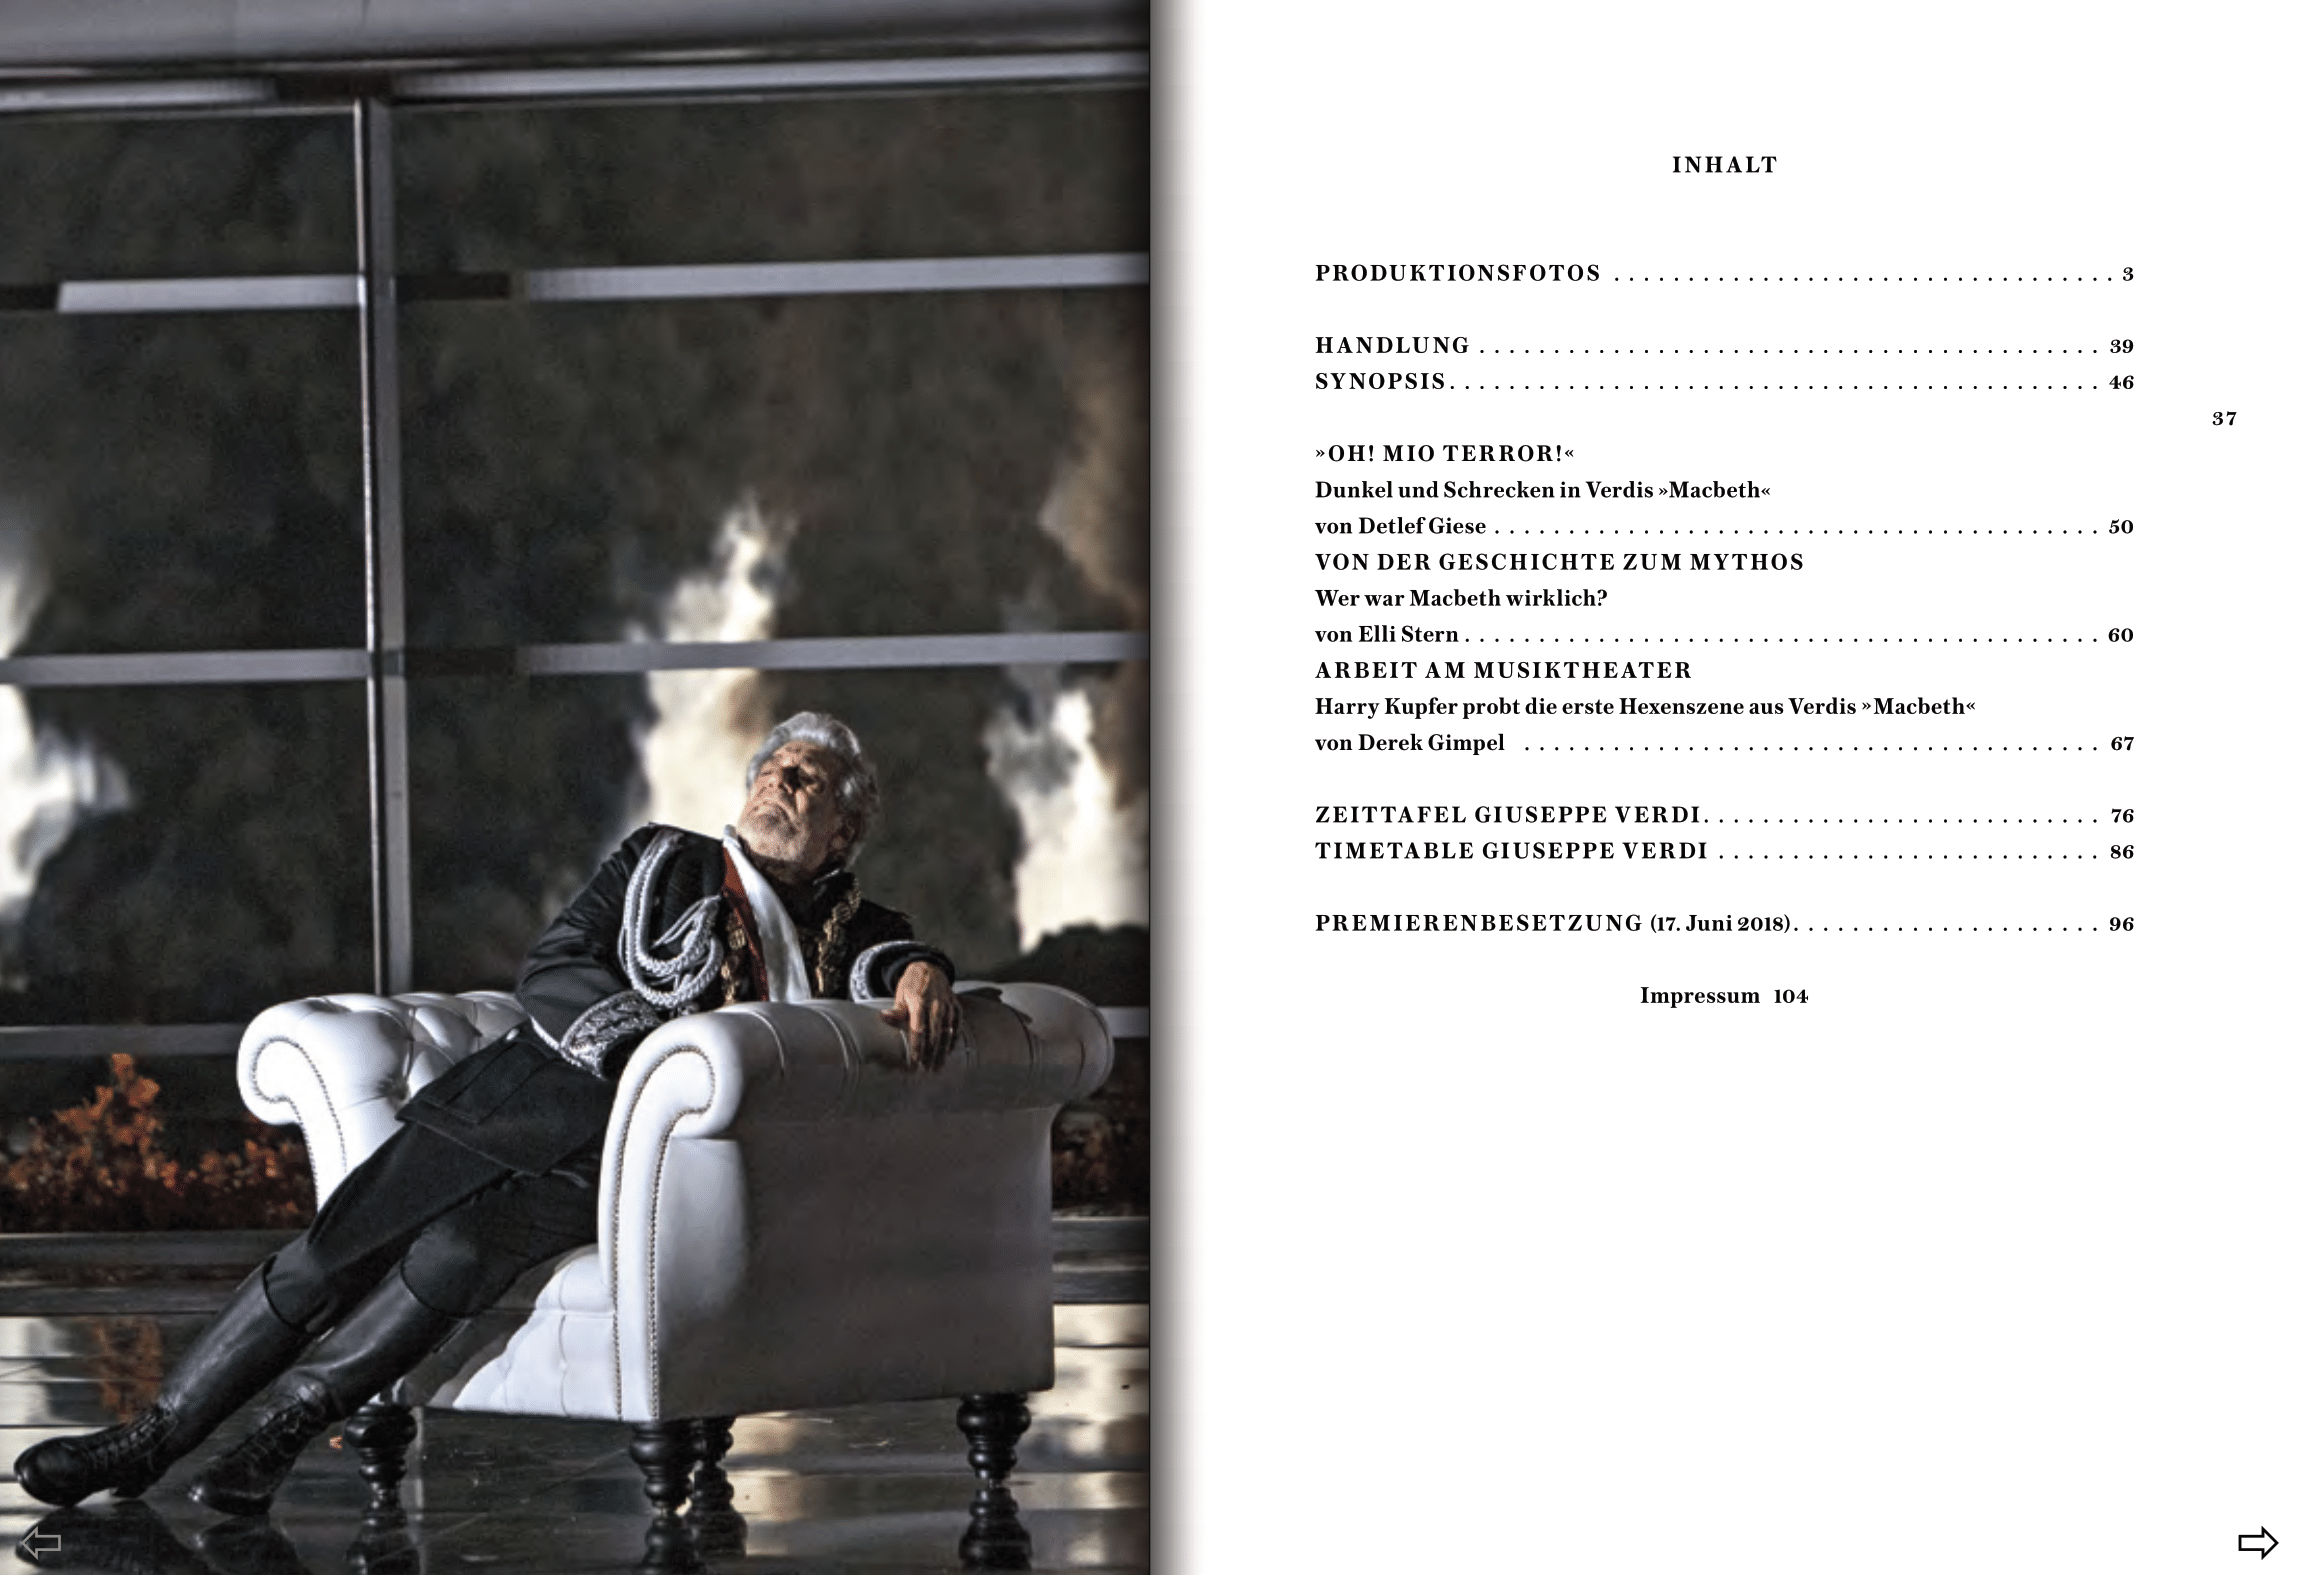 INHALT
PRODUKTIONSFOTOS . . . . . . . . . . . . . . . . . . . . . . . . . . . . . . . . . . 3
HANDLUNG . . . . . . . . . . . . . . . . . . . . . . . . . . . . . . . . . . . . . . . . . . 39
SYNOPSIS. . . . . . . . . . . . . . . . . . . . . . . . . . . . . . . . . . . . . . . . . . . . 46
37
»OH! MIO TERROR!«
Dunkel und Schrecken in Verdis »Macbeth«
von Detlef Giese . . . . . . . . . . . . . . . . . . . . . . . . . . . . . . . . . . . . . . . . . 50
VON DER GESCHICHTE ZUM MYTHOS
Wer war Macbeth wirklich?
von Elli Stern . . . . . . . . . . . . . . . . . . . . . . . . . . . . . . . . . . . . . . . . . . . 60
ARBEIT AM MUSIKTHEATER
Harry Kupfer probt die erste Hexenszene aus Verdis »Macbeth«
von Derek Gimpel . . . . . . . . . . . . . . . . . . . . . . . . . . . . . . . . . . . . . . . 67
ZEITTAFEL GIUSEPPE VERDI. . . . . . . . . . . . . . . . . . . . . . . . . . . 76
TIMETABLE GIUSEPPE VERDI . . . . . . . . . . . . . . . . . . . . . . . . . . 86
PREMIERENBESETZUNG (17. Juni 2018). . . . . . . . . . . . . . . . . . . . . 96
Impressum 104